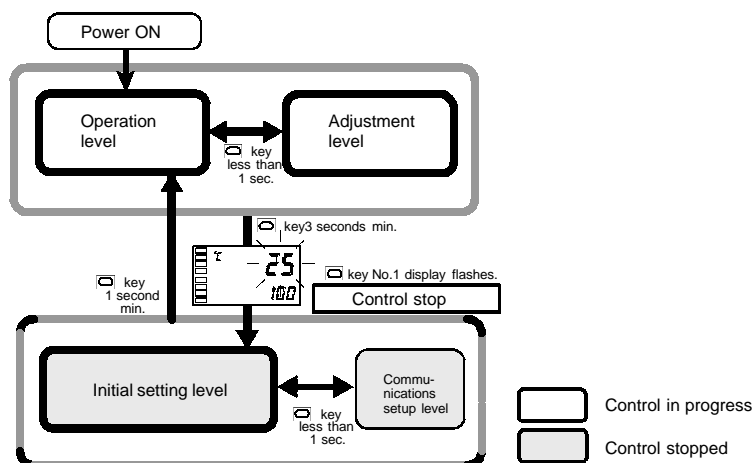 Power ON
Operation
level
Adjustment
level
key
less than
1 sec.
key3 seconds min.
℃
25
100
key No.1 display flashes.
Control stop
key
1 second
min.
Initial setting level
Commu-
nications
setup level
key
less than
1 sec.
Control in progress
Control stopped